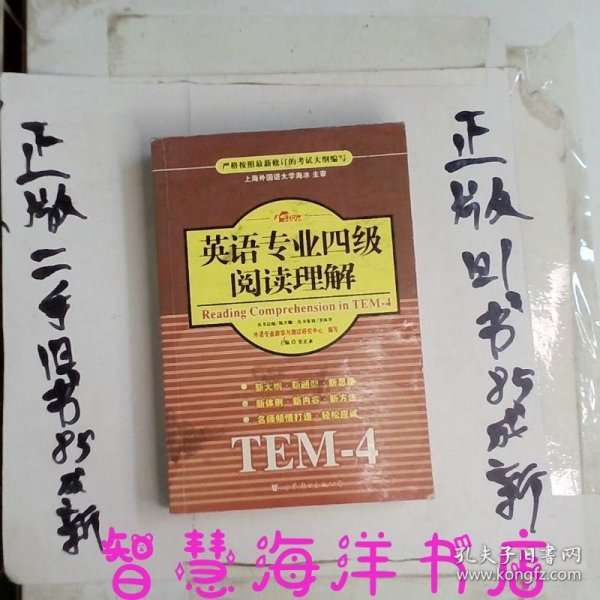 正版二手旧书85成新
严格按照最新修订的考试大纲编写
上海外国语大学海冰 主审
英语专业四级
阅读理解
Reading Comprehension in TEM-4
外语专业教学与测试研究中心 编写
新大纲·新题型·新思路
新体例·新内容·新方法
名师倾情打造·轻松应试
TEM-4
正版旧书85成新
智慧海洋书店
孔夫子旧书网
www.kongfz.com